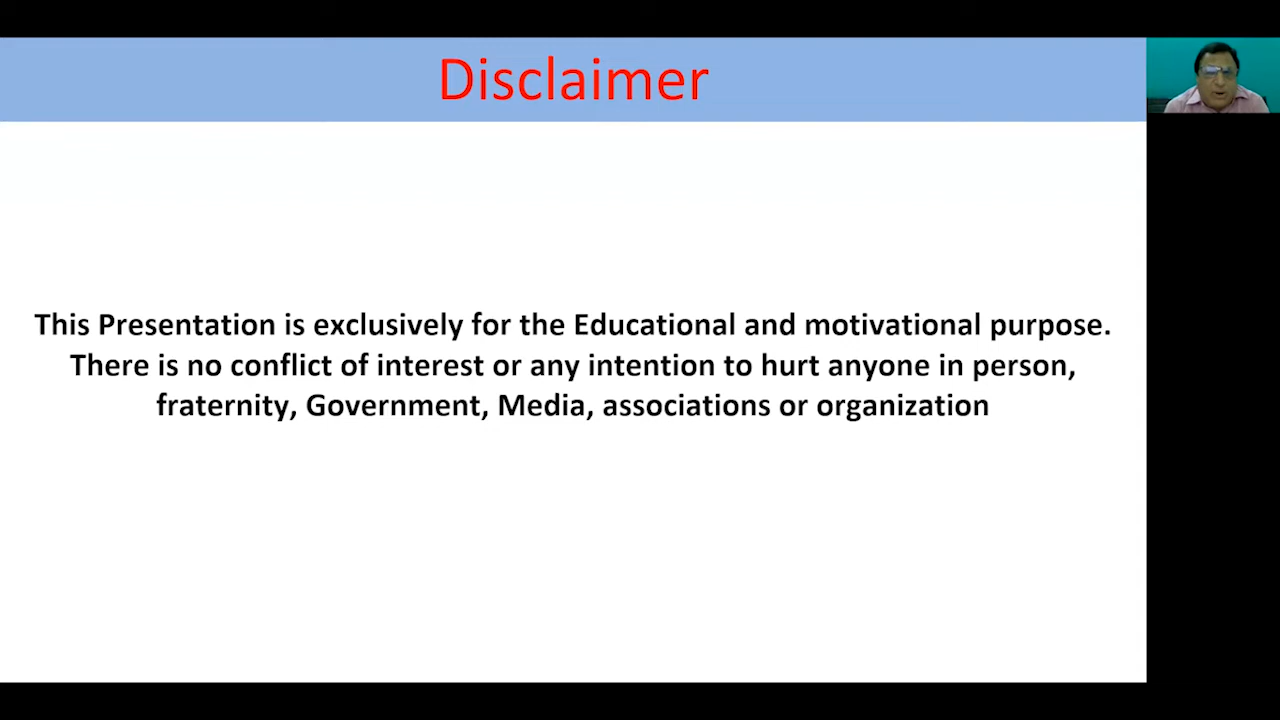 Disclaimer
This Presentation is exclusively for the Educational and motivational purpose.
There is no conflict of interest or any intention to hurt anyone in person,
fraternity, Government, Media, associations or organization